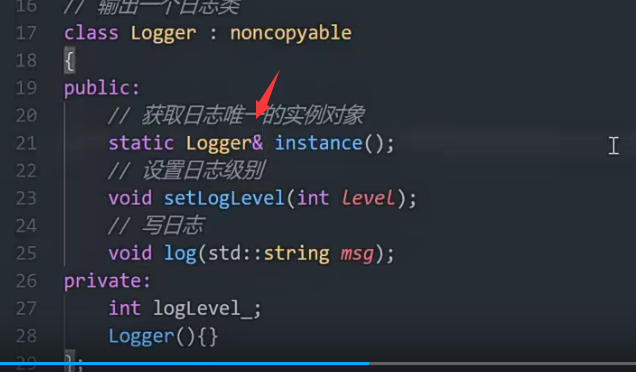 16 // 输出一个日志类
17 class Logger : noncopyable
18 {
19 public:
20 // 获取日志唯一的实例对象
21 static Logger& instance();
22 // 设置日志级别
23 void setLogLevel(int level);
24 // 写日志
25 void log(std::string msg);
26 private:
27 int logLevel_;
28 Logger(){}
29 };